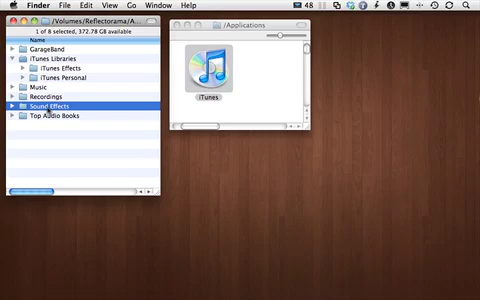 Finder File Edit View Go Window Help
48
/Volumes/Reflectorama/A...
1 of 8 selected, 372.78 GB available
Name
GarageBand
iTunes Libraries
iTunes Effects
iTunes Personal
Music
Recordings
Sound Effects
Top Audio Books
/Applications
iTunes